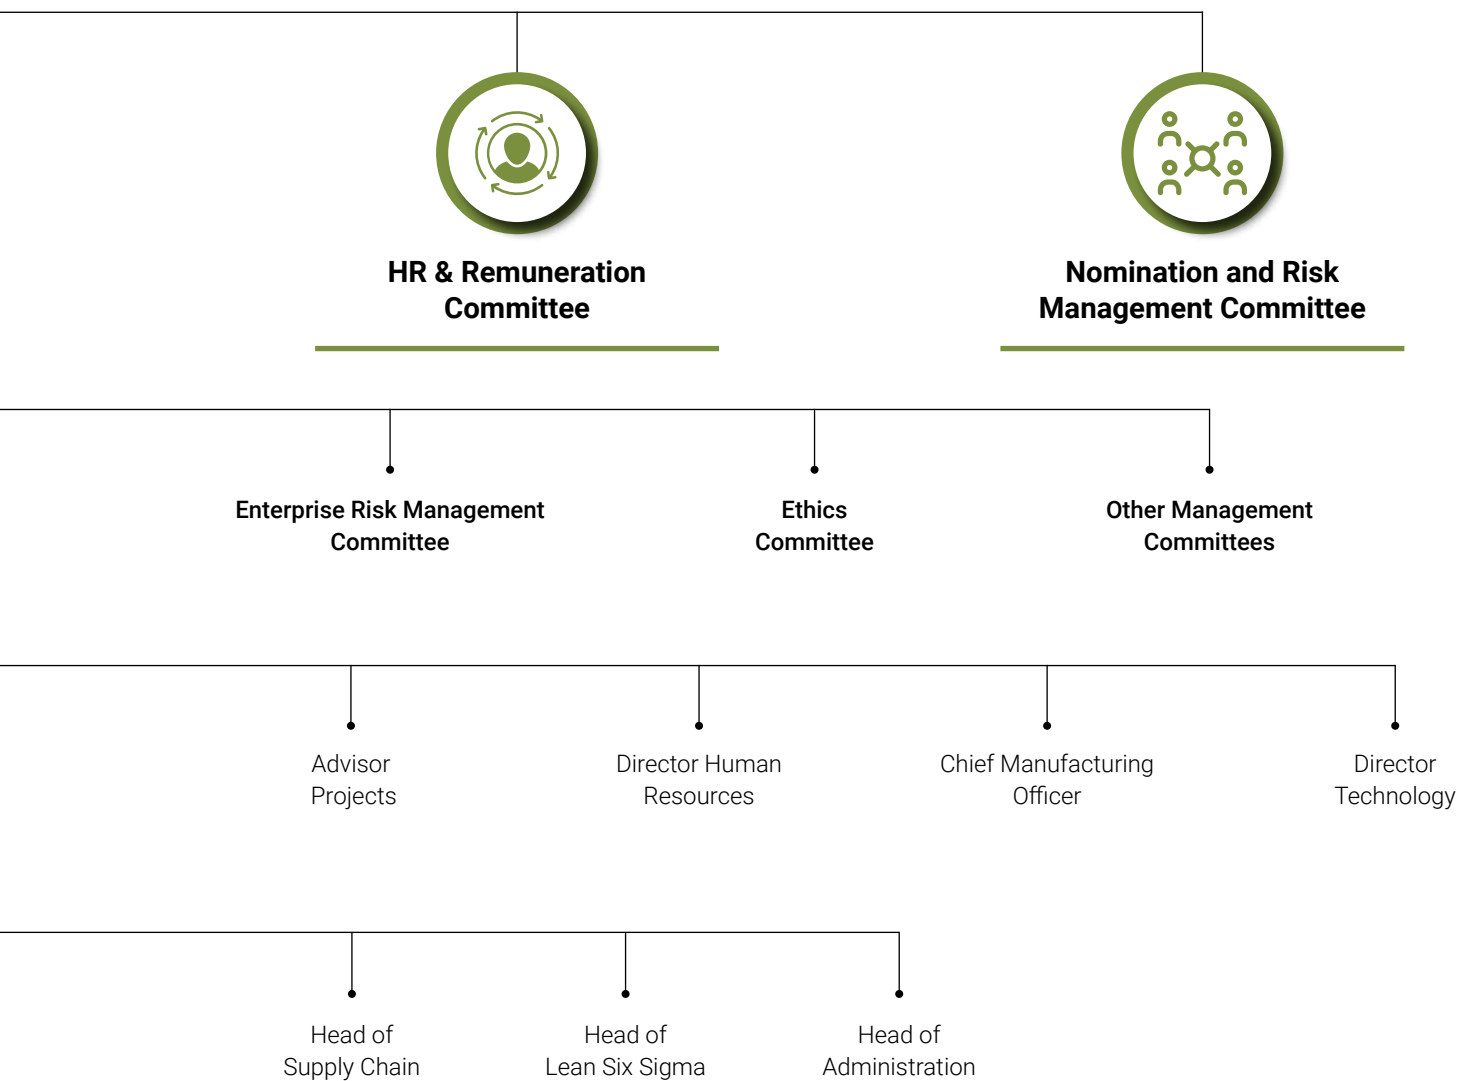 HR & Remuneration
Committee
Nomination and Risk
Management Committee
Enterprise Risk Management
Committee
Ethics
Committee
Other Management
Committees
Advisor
Projects
Director Human
Resources
Chief Manufacturing
Officer
Director
Technology
Head of
Supply Chain
Head of
Lean Six Sigma
Head of
Administration